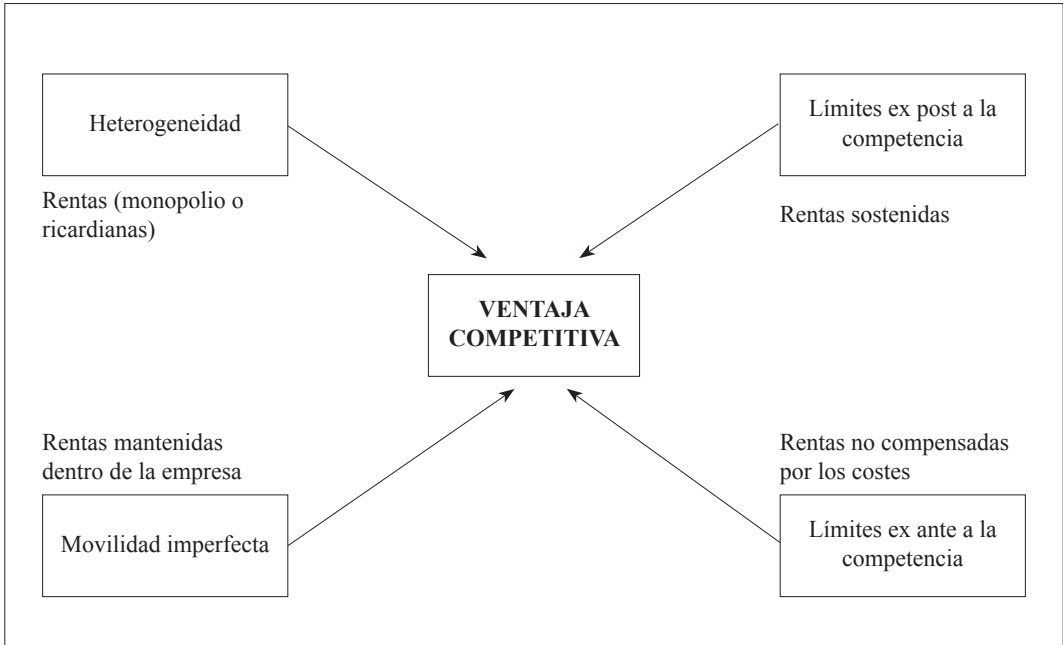 Heterogeneidad
Rentas (monopolio o
ricardianas)
Límites ex post a la
competencia
Rentas sostenidas
VENTAJA
COMPETITIVA
Rentas mantenidas
dentro de la empresa
Movilidad imperfecta
Rentas no compensadas
por los costes
Límites ex ante a la
competencia